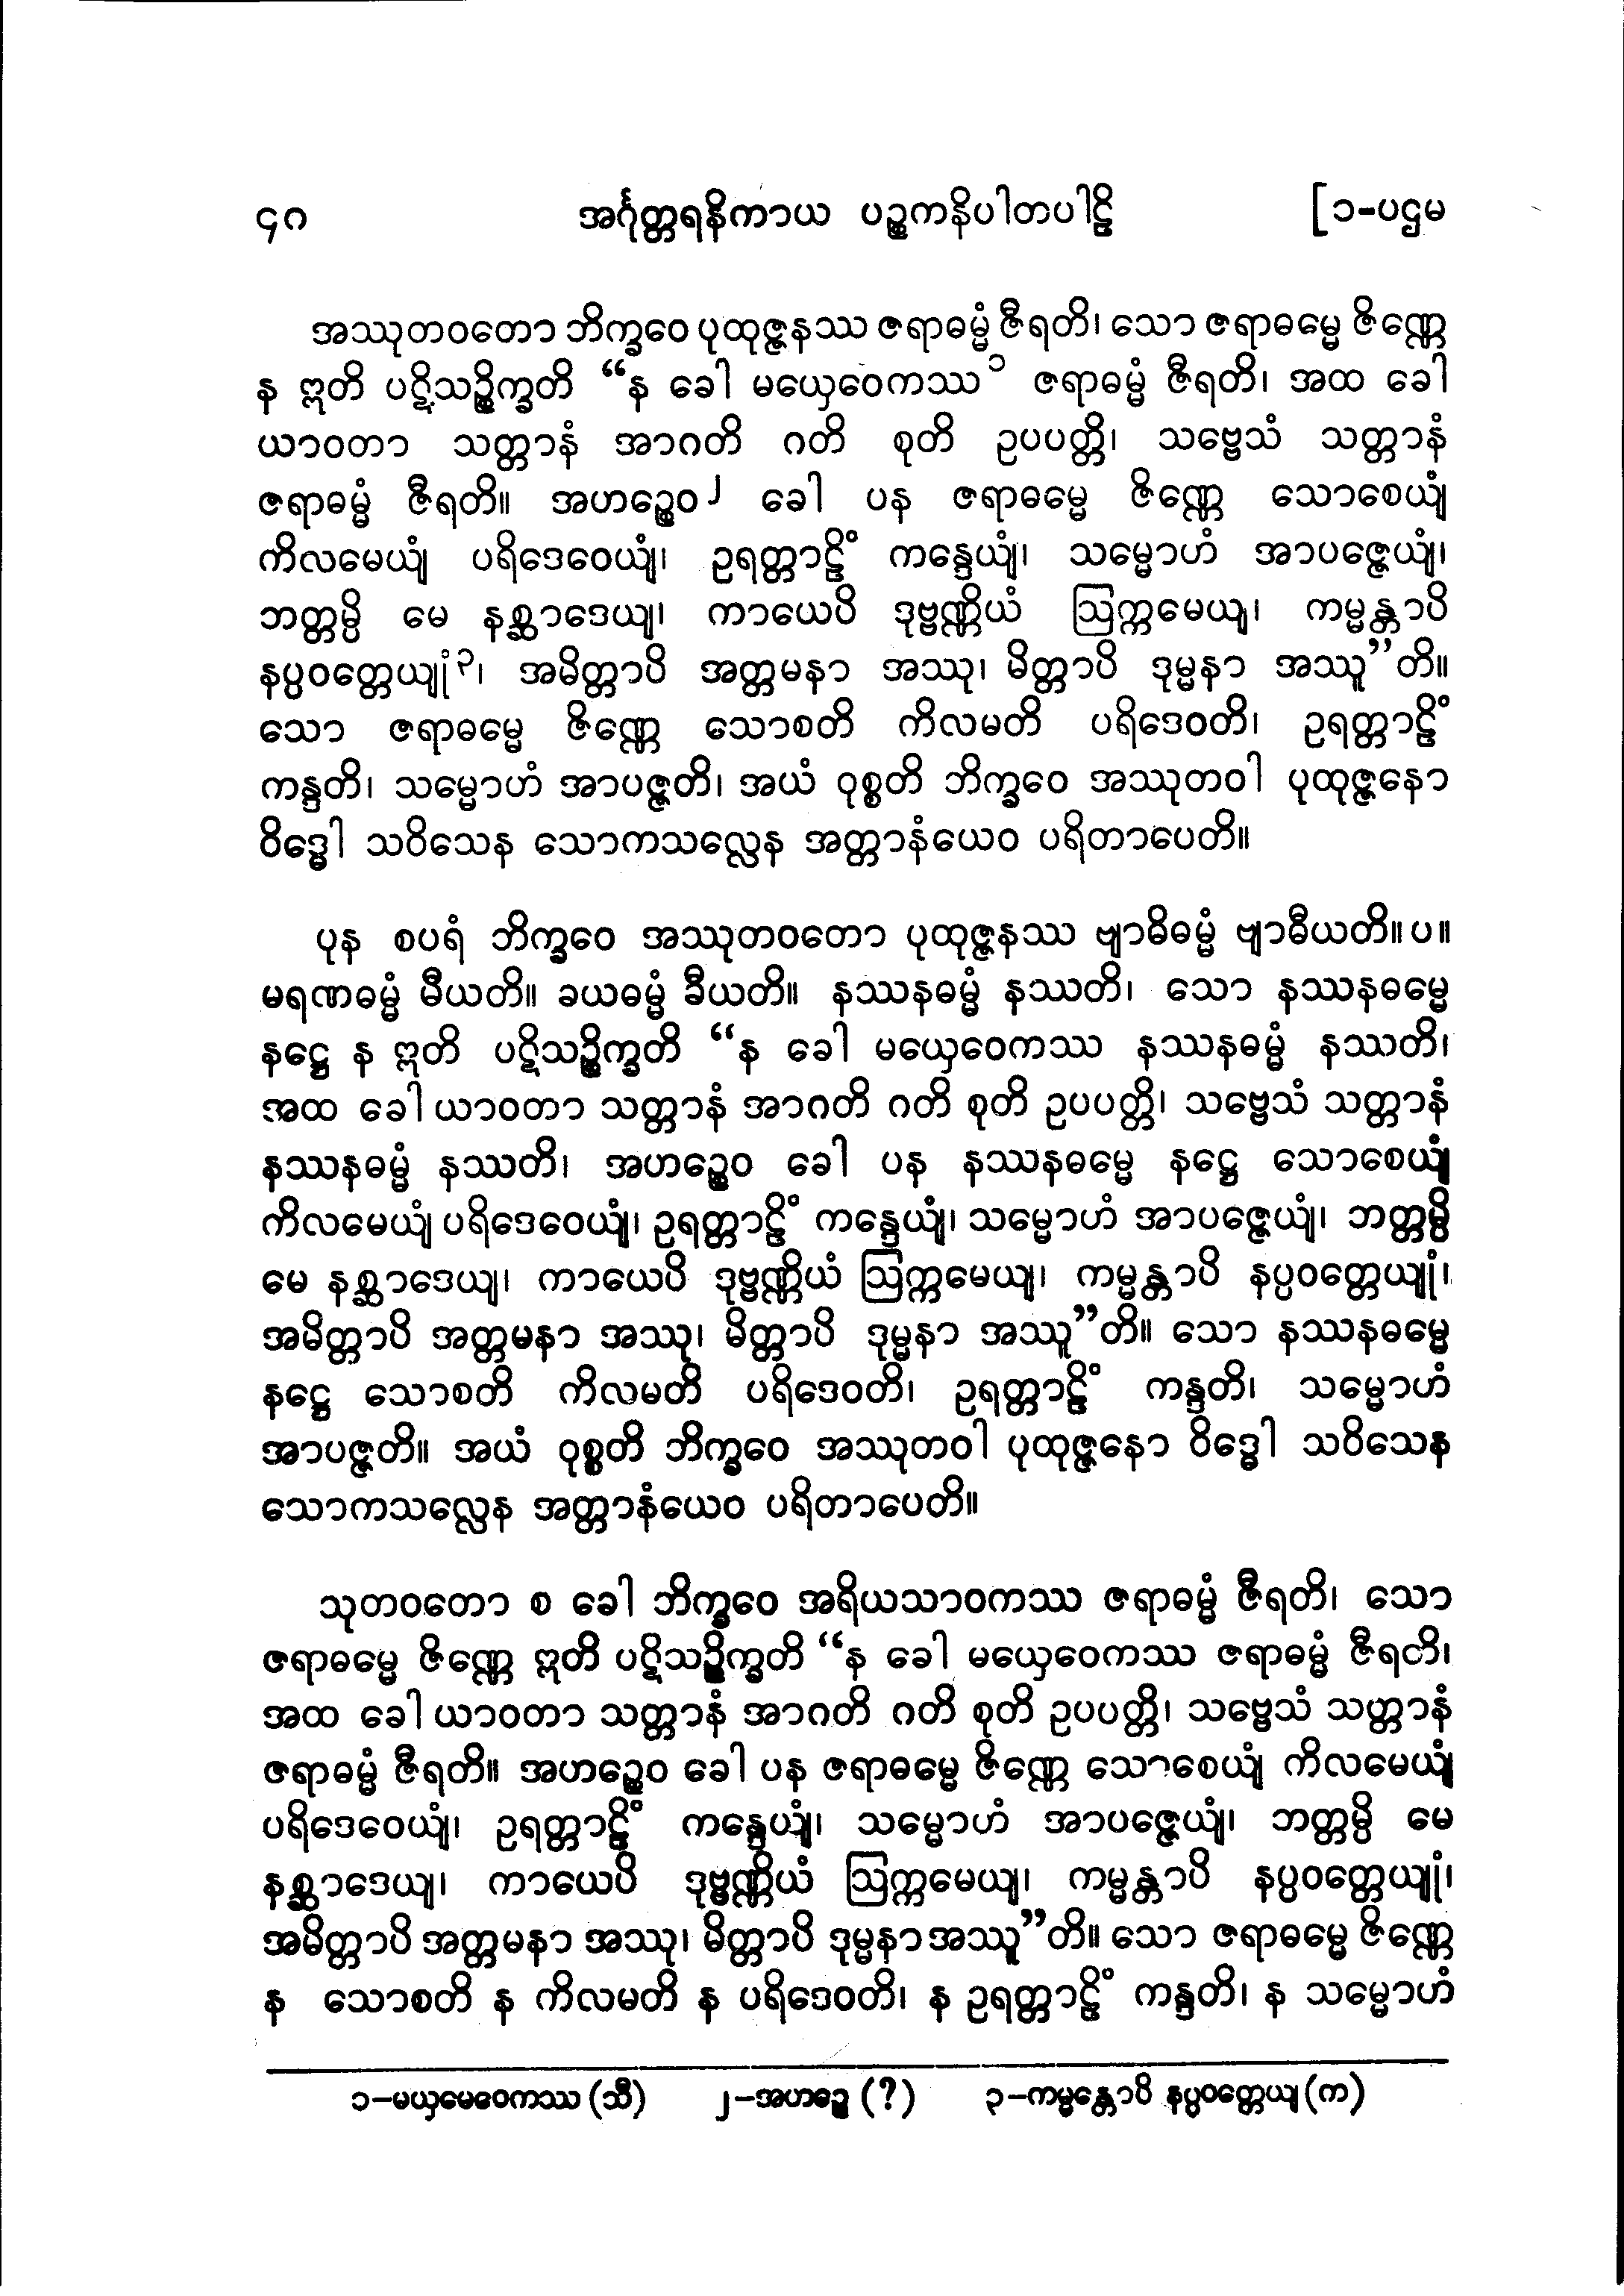 ၄၈ အင်္ဂုတ္တရနိကာယ ပဉ္စကနိပါတပါဠိ [၁-ပဌမ
အဿုတဝတော ဘိက္ခဝေ ပုထုဇ္ဇနဿ ဇရာဓမ္မံ ဇီရတိ၊ သော ဇရာဓမ္မေ ဇိဏ္ဏေ
န ဣတိ ပဋိသဉ္စိက္ခတိ “န ခေါ မယှေဝေကဿ၁ ဇရာဓမ္မံ ဇီရတိ၊ အထ ခေါ
ယာဝတာ သတ္တာနံ အာဂတိ ဂတိ စုတိ ဥပပတ္တိ၊ သဗ္ဗေသံ သတ္တာနံ
ဇရာဓမ္မံ ဇီရတိ။ အဟဉ္စေဝ၂ ခေါ ပန ဇရာဓမ္မေ ဇိဏ္ဏေ သောစေယျံ
ကိလမေယျံ ပရိဒေဝေယျံ၊ ဥရတ္တာဠိံ ကန္ဒေယျံ၊ သမ္မောဟံ အာပဇ္ဇေယျံ၊
ဘတ္တမ္ပိ မေ နစ္ဆာဒေယျ၊ ကာယေပိ ဒုဗ္ဗဏ္ဏိယံ ဩက္ကမေယျ၊ ကမ္မန္တာပိ
နပ္ပဝတ္တေယျုံ၃၊ အမိတ္တာပိ အတ္တမနာ အဿု၊ မိတ္တာပိ ဒုမ္မနာ အဿူ”တိ။
သော ဇရာဓမ္မေ ဇိဏ္ဏေ သောစတိ ကိလမတိ ပရိဒေဝတိ၊ ဥရတ္တာဠိံ
ကန္ဒတိ၊ သမ္မောဟံ အာပဇ္ဇတိ၊ အယံ ဝုစ္စတိ ဘိက္ခဝေ အဿုတဝါ ပုထုဇ္ဇနော
ဝိဒ္ဓေါ သဝိသေန သောကသလ္လေန အတ္တာနံယေဝ ပရိတာပေတိ။
ပုန စပရံ ဘိက္ခဝေ အဿုတဝတော ပုထုဇ္ဇနဿ ဗျာဓိဓမ္မံ ဗျာဓီယတိ။ပ။
မရဏဓမ္မံ မီယတိ။ ခယဓမ္မံ ခီယတိ။ နဿနဓမ္မံ နဿတိ၊ သော နဿနဓမ္မေ
နဋ္ဌေ န ဣတိ ပဋိသဉ္စိက္ခတိ “န ခေါ မယှေဝေကဿ နဿနဓမ္မံ နဿတိ၊
အထ ခေါ ယာဝတာ သတ္တာနံ အာဂတိ ဂတိ စုတိ ဥပပတ္တိ၊ သဗ္ဗေသံ သတ္တာနံ
နဿနဓမ္မံ နဿတိ၊ အဟဉ္စေဝ ခေါ ပန နဿနဓမ္မေ နဋ္ဌေ သောစေယျံ
ကိလမေယျံ ပရိဒေဝေယျံ၊ ဥရတ္တာဠိံ ကန္ဒေယျံ၊ သမ္မောဟံ အာပဇ္ဇေယျံ၊ ဘတ္တမ္ပိ
မေ နစ္ဆာဒေယျ၊ ကာယေပိ ဒုဗ္ဗဏ္ဏိယံ ဩက္ကမေယျ၊ ကမ္မန္တာပိ နပ္ပဝတ္တေယျုံ၊
အမိတ္တာပိ အတ္တမနာ အဿု၊ မိတ္တာပိ ဒုမ္မနာ အဿူ”တိ။ သော နဿနဓမ္မေ
နဋ္ဌေ သောစတိ ကိလမတိ ပရိဒေဝတိ၊ ဥရတ္တာဠိံ ကန္ဒတိ၊ သမ္မောဟံ
အာပဇ္ဇတိ။ အယံ ဝုစ္စတိ ဘိက္ခဝေ အဿုတဝါ ပုထုဇ္ဇနော ဝိဒ္ဓေါ သဝိသေန
သောကသလ္လေန အတ္တာနံယေဝ ပရိတာပေတိ။
သုတဝတော စ ခေါ ဘိက္ခဝေ အရိယသာဝကဿ ဇရာဓမ္မံ ဇီရတိ၊ သော
ဇရာဓမ္မေ ဇိဏ္ဏေ ဣတိ ပဋိသဉ္စိက္ခတိ “န ခေါ မယှေဝေကဿ ဇရာဓမ္မံ ဇီရတိ၊
အထ ခေါ ယာဝတာ သတ္တာနံ အာဂတိ ဂတိ စုတိ ဥပပတ္တိ၊ သဗ္ဗေသံ သတ္တာနံ
ဇရာဓမ္မံ ဇီရတိ။ အဟဉ္စေဝ ခေါ ပန ဇရာဓမ္မေ ဇိဏ္ဏေ သောစေယျံ ကိလမေယျံ
ပရိဒေဝေယျံ၊ ဥရတ္တာဠိံ ကန္ဒေယျံ၊ သမ္မောဟံ အာပဇ္ဇေယျံ၊ ဘတ္တမ္ပိ မေ
နစ္ဆာဒေယျ၊ ကာယေပိ ဒုဗ္ဗဏ္ဏိယံ ဩက္ကမေယျ၊ ကမ္မန္တာပိ နပ္ပဝတ္တေယျုံ၊
အမိတ္တာပိ အတ္တမနာ အဿု၊ မိတ္တာပိ ဒုမ္မနာ အဿူ”တိ။ သော ဇရာဓမ္မေ ဇိဏ္ဏေ
န သောစတိ န ကိလမတိ န ပရိဒေဝတိ၊ န ဥရတ္တာဠိံ ကန္ဒတိ၊ န သမ္မောဟံ
၁–မယှမေဝေကဿ (သီ) ၂–အဟဉ္စေ (?) ၃–ကမ္မန္တောပိ နပ္ပဝတ္တေယျ (က)